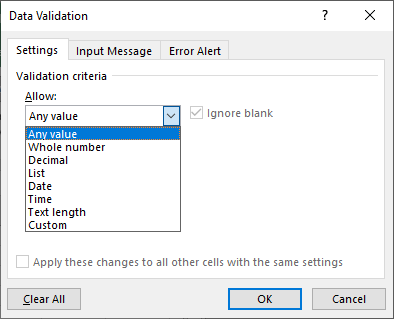 Data Validation ? ×
Settings Input Message Error Alert
Validation criteria
Allow:
Any value Ignore blank
Any value
Whole number
Decimal
List
Date
Time
Text length
Custom
Apply these changes to all other cells with the same settings
Clear All OK Cancel